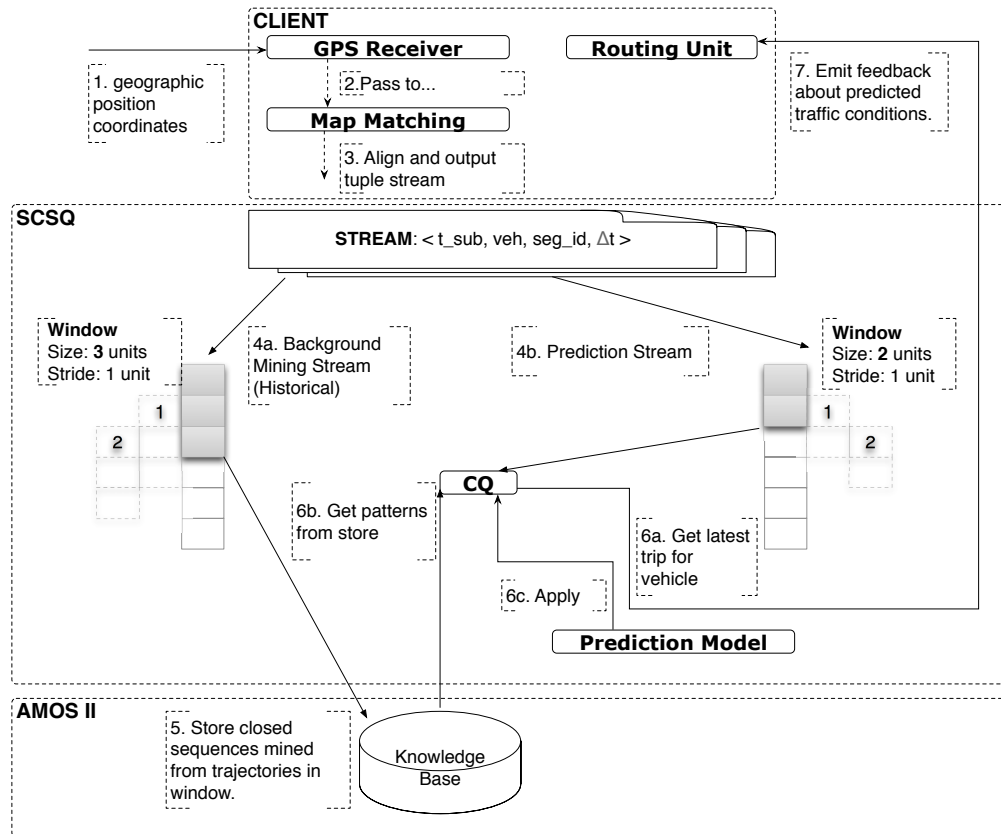 CLIENT
GPS Receiver
Routing Unit
1. geographic
position
coordinates
2.Pass to...
7. Emit feedback
about predicted
traffic conditions.
Map Matching
3. Align and output
tuple stream
SCSQ
STREAM: < t_sub, veh, seg_id, Δt >
Window
Size: 3 units
Stride: 1 unit
4a. Background
Mining Stream
(Historical)
4b. Prediction Stream
Window
Size: 2 units
Stride: 1 unit
1
2
1
2
CQ
6b. Get patterns
from store
6a. Get latest
trip for
vehicle
6c. Apply
Prediction Model
AMOS II
5. Store closed
sequences mined
from trajectories in
window.
Knowledge
Base